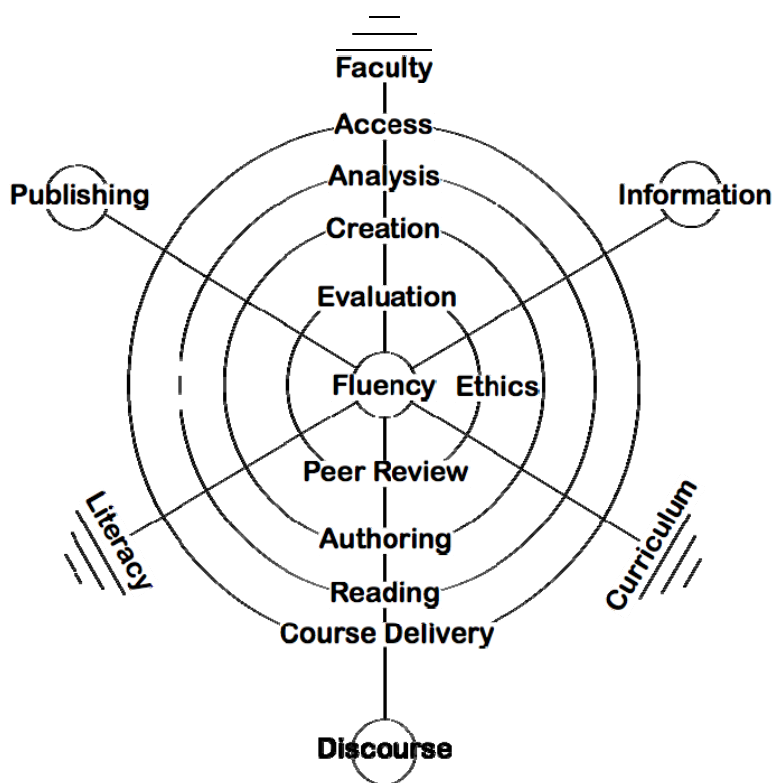 Faculty
Access
Analysis
Publishing
Information
Creation
Evaluation
Fluency
Ethics
Peer Review
Literacy
Curriculum
Authoring
Reading
Course Delivery
Discourse